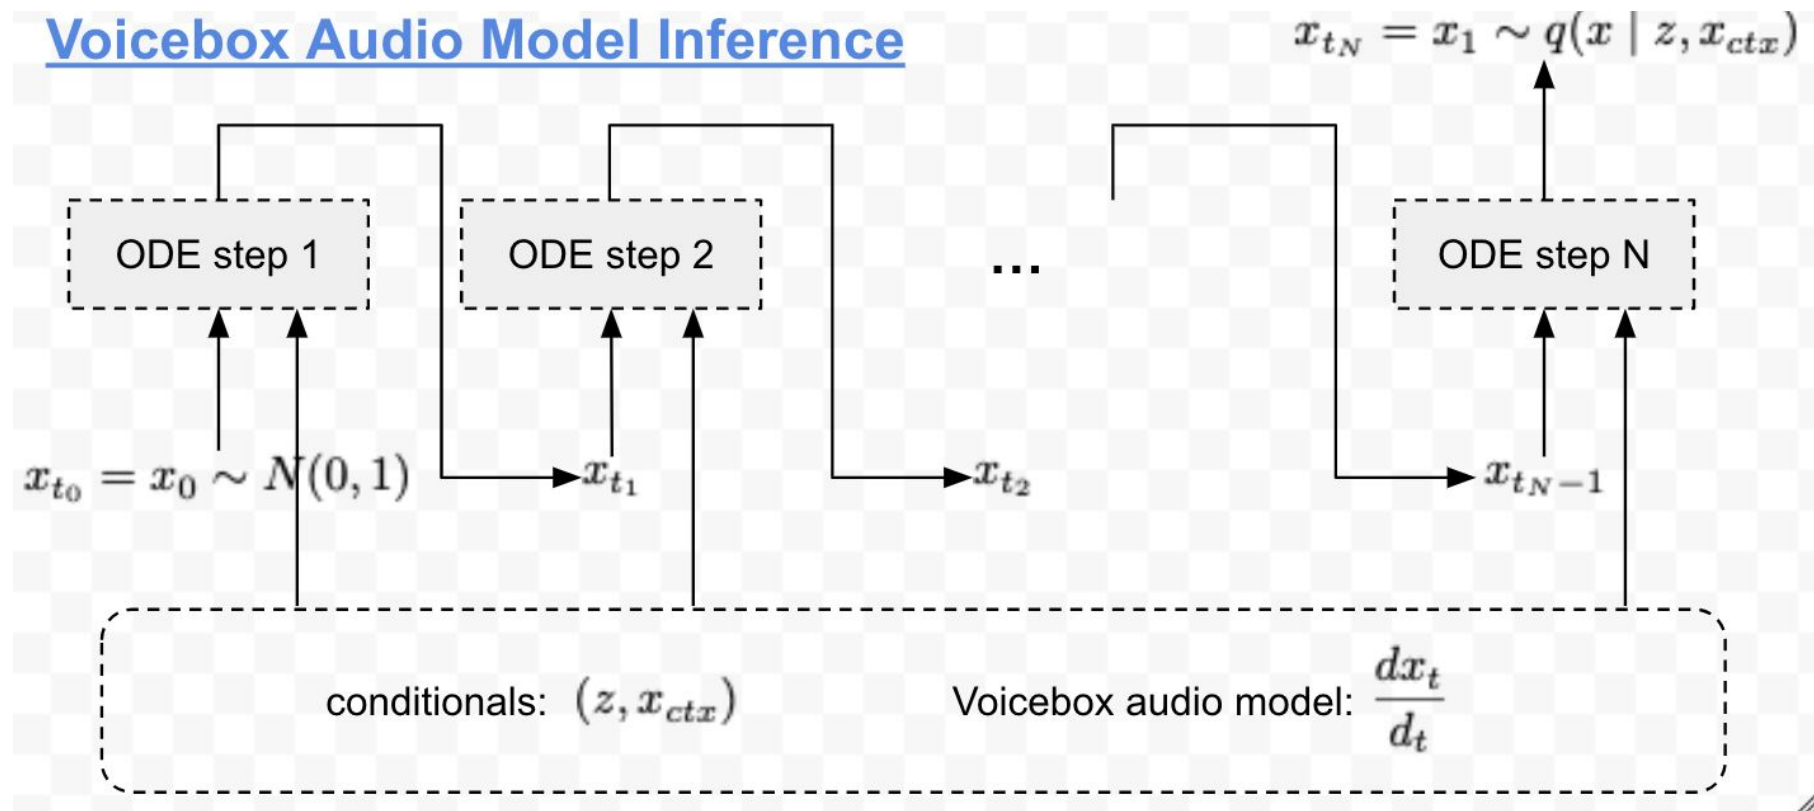 Voicebox Audio Model Inference
x_{t_N} = x_1 ∼ q(x | z, x_{ctx})
ODE step 1
ODE step 2
...
ODE step N
x_{t_0} = x_0 ∼ N(0, 1)
x_{t_1}
x_{t_2}
x_{t_N-1}
conditionals: (z, x_{ctx})
Voicebox audio model: \frac{dx_t}{d_t}